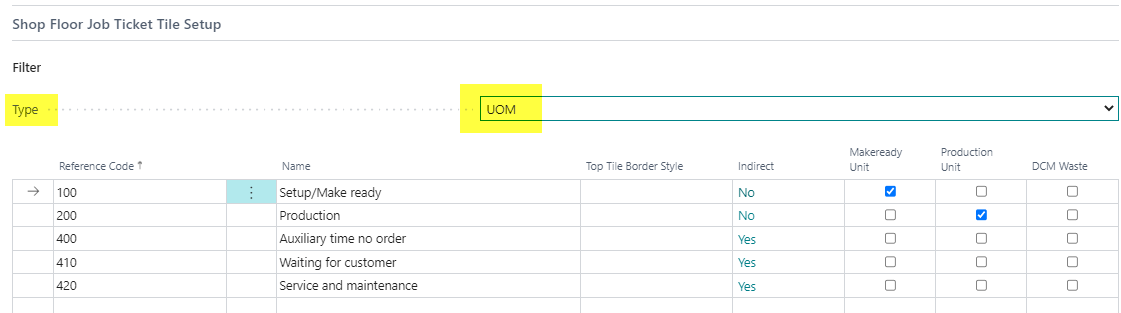 Shop Floor Job Ticket Tile Setup
Filter
Type UOM
Reference Code ↑ Name Top Tile Border Style Indirect Makeready Unit Production Unit DCM Waste
100 Setup/Make ready No
200 Production No
400 Auxiliary time no order Yes
410 Waiting for customer Yes
420 Service and maintenance Yes